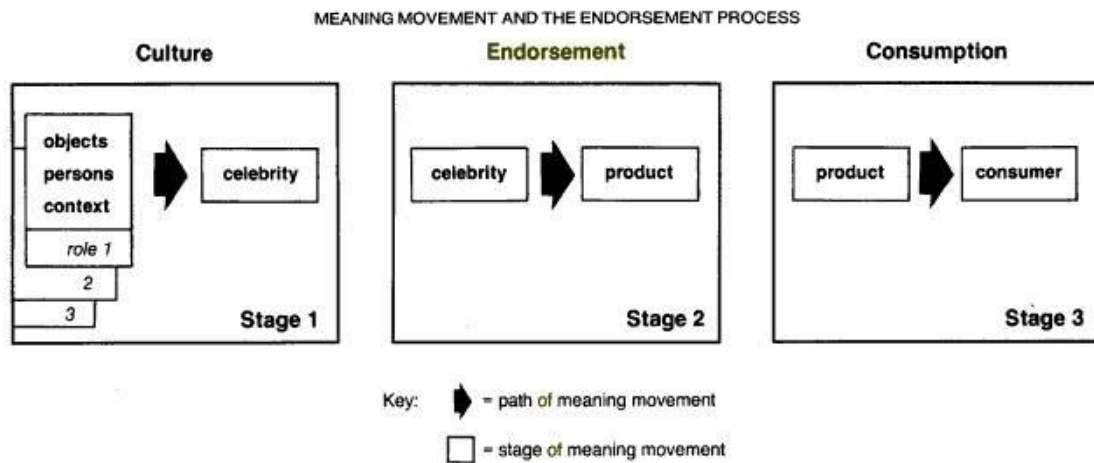 MEANING MOVEMENT AND THE ENDORSEMENT PROCESS
Culture
objects
persons
context
role 1
2
3
celebrity
Stage 1
Endorsement
celebrity
product
Stage 2
Consumption
product
consumer
Stage 3
Key:
= path of meaning movement
= stage of meaning movement